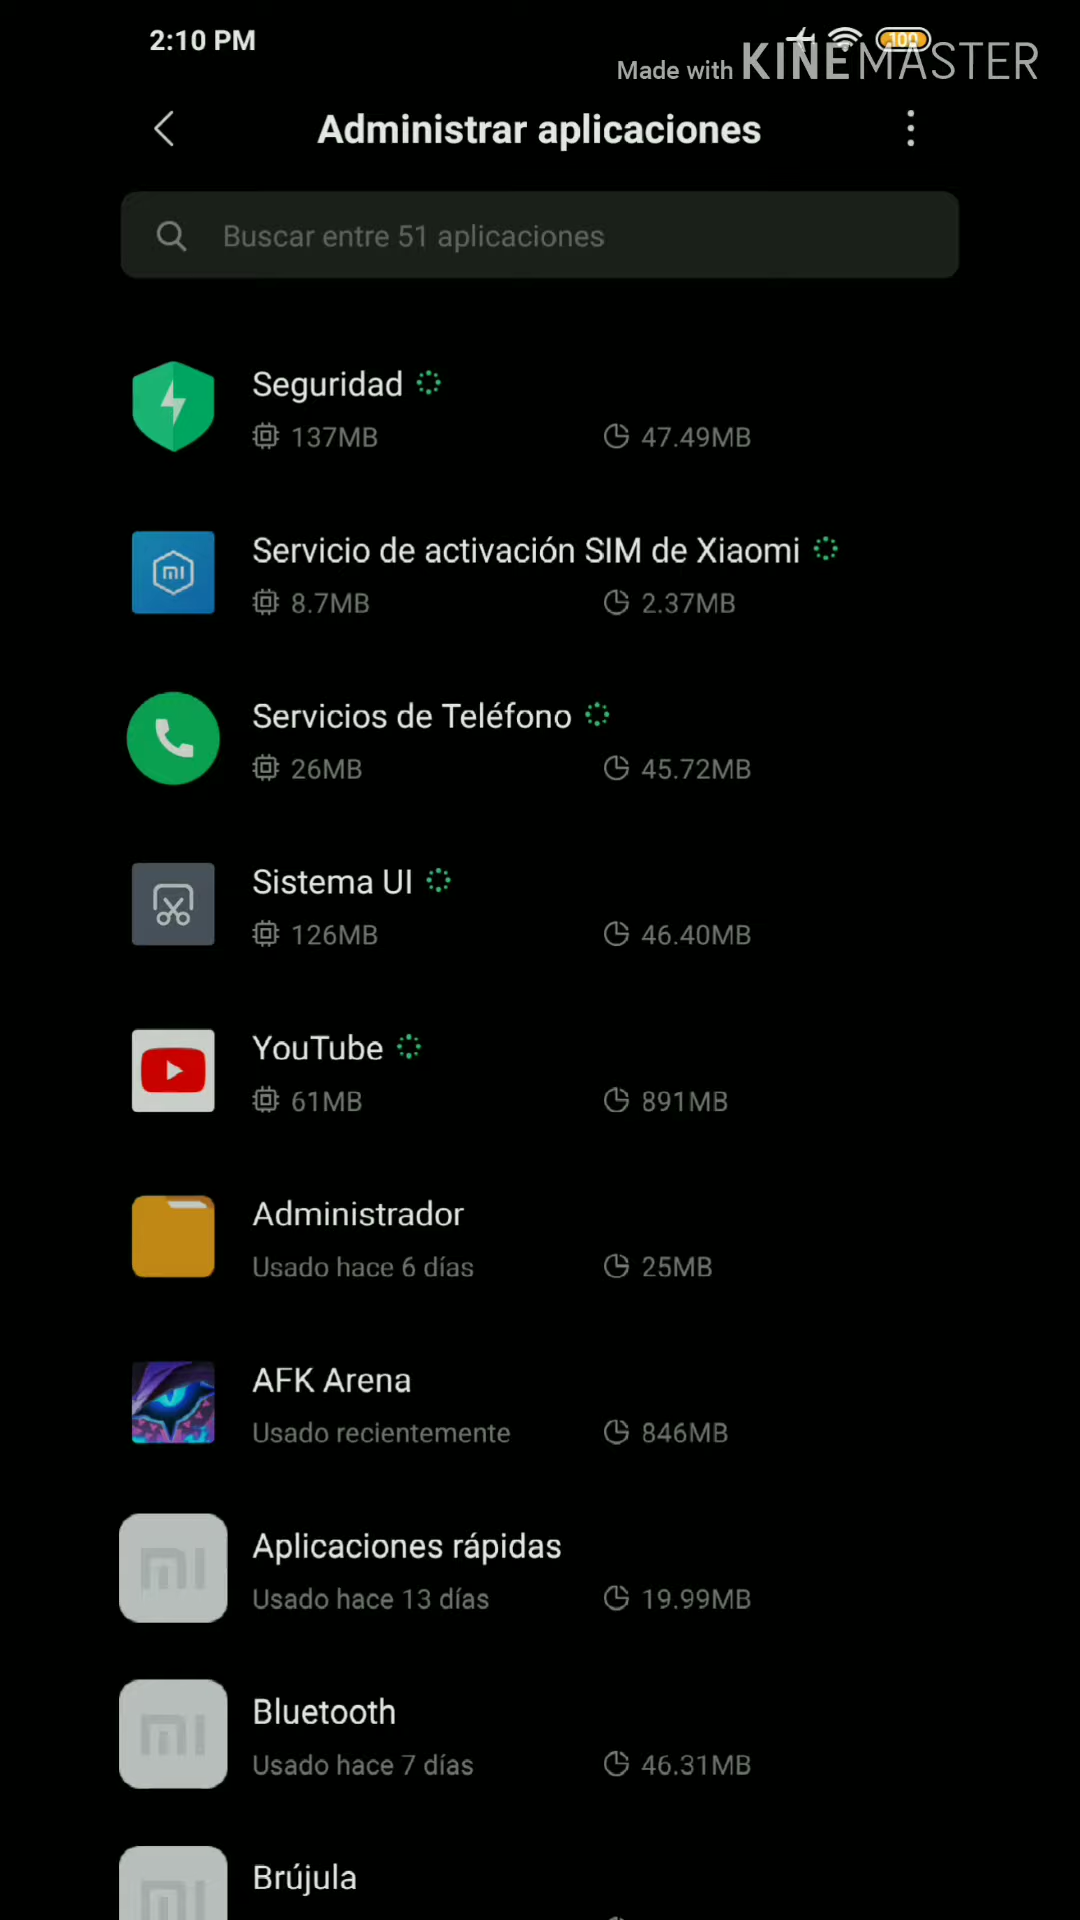 2:10 PM
100
Made with KINEMASTER
Administrar aplicaciones
Buscar entre 51 aplicaciones
Seguridad
137MB 47.49MB
Servicio de activación SIM de Xiaomi
8.7MB 2.37MB
Servicios de Teléfono
26MB 45.72MB
Sistema UI
126MB 46.40MB
YouTube
61MB 891MB
Administrador
Usado hace 6 días 25MB
AFK Arena
Usado recientemente 846MB
Aplicaciones rápidas
Usado hace 13 días 19.99MB
Bluetooth
Usado hace 7 días 46.31MB
Brújula